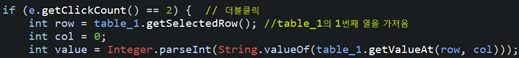 if (e.getClickCount() == 2) {  // 더블클릭
    int row = table_1.getSelectedRow(); //table_1의 1번째 열을 가져옴
    int col = 0;
    int value = Integer.parseInt(String.valueOf(table_1.getValueAt(row, col)));